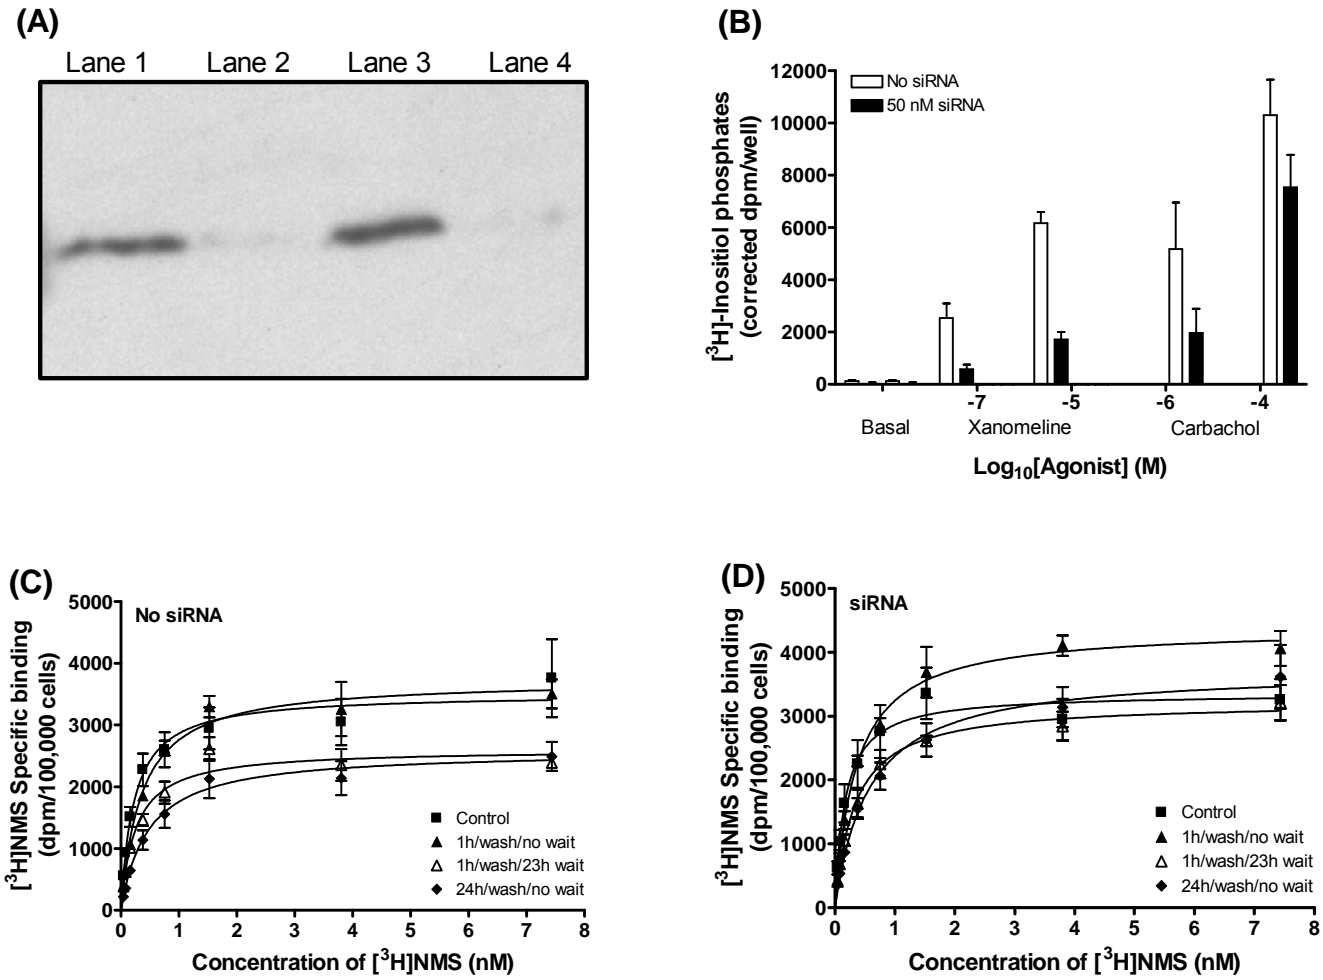 (A)
Lane 1 Lane 2 Lane 3 Lane 4
(B)
12000
10000
8000
6000
4000
2000
0
[³H]-Inositiol phosphates
(corrected dpm/well)
No siRNA
50 nM siRNA
-7 -5 -6 -4
Basal Xanomeline Carbachol
Log₁₀[Agonist] (M)
(C)
No siRNA
5000
4000
3000
2000
1000
0
[³H]NMS Specific binding
(dpm/100,000 cells)
Control
1h/wash/no wait
1h/wash/23h wait
24h/wash/no wait
0 1 2 3 4 5 6 7 8
Concentration of [³H]NMS (nM)
(D)
siRNA
5000
4000
3000
2000
1000
0
[³H]NMS Specific binding
(dpm/100,000 cells)
Control
1h/wash/no wait
1h/wash/23h wait
24h/wash/no wait
0 1 2 3 4 5 6 7 8
Concentration of [³H]NMS (nM)